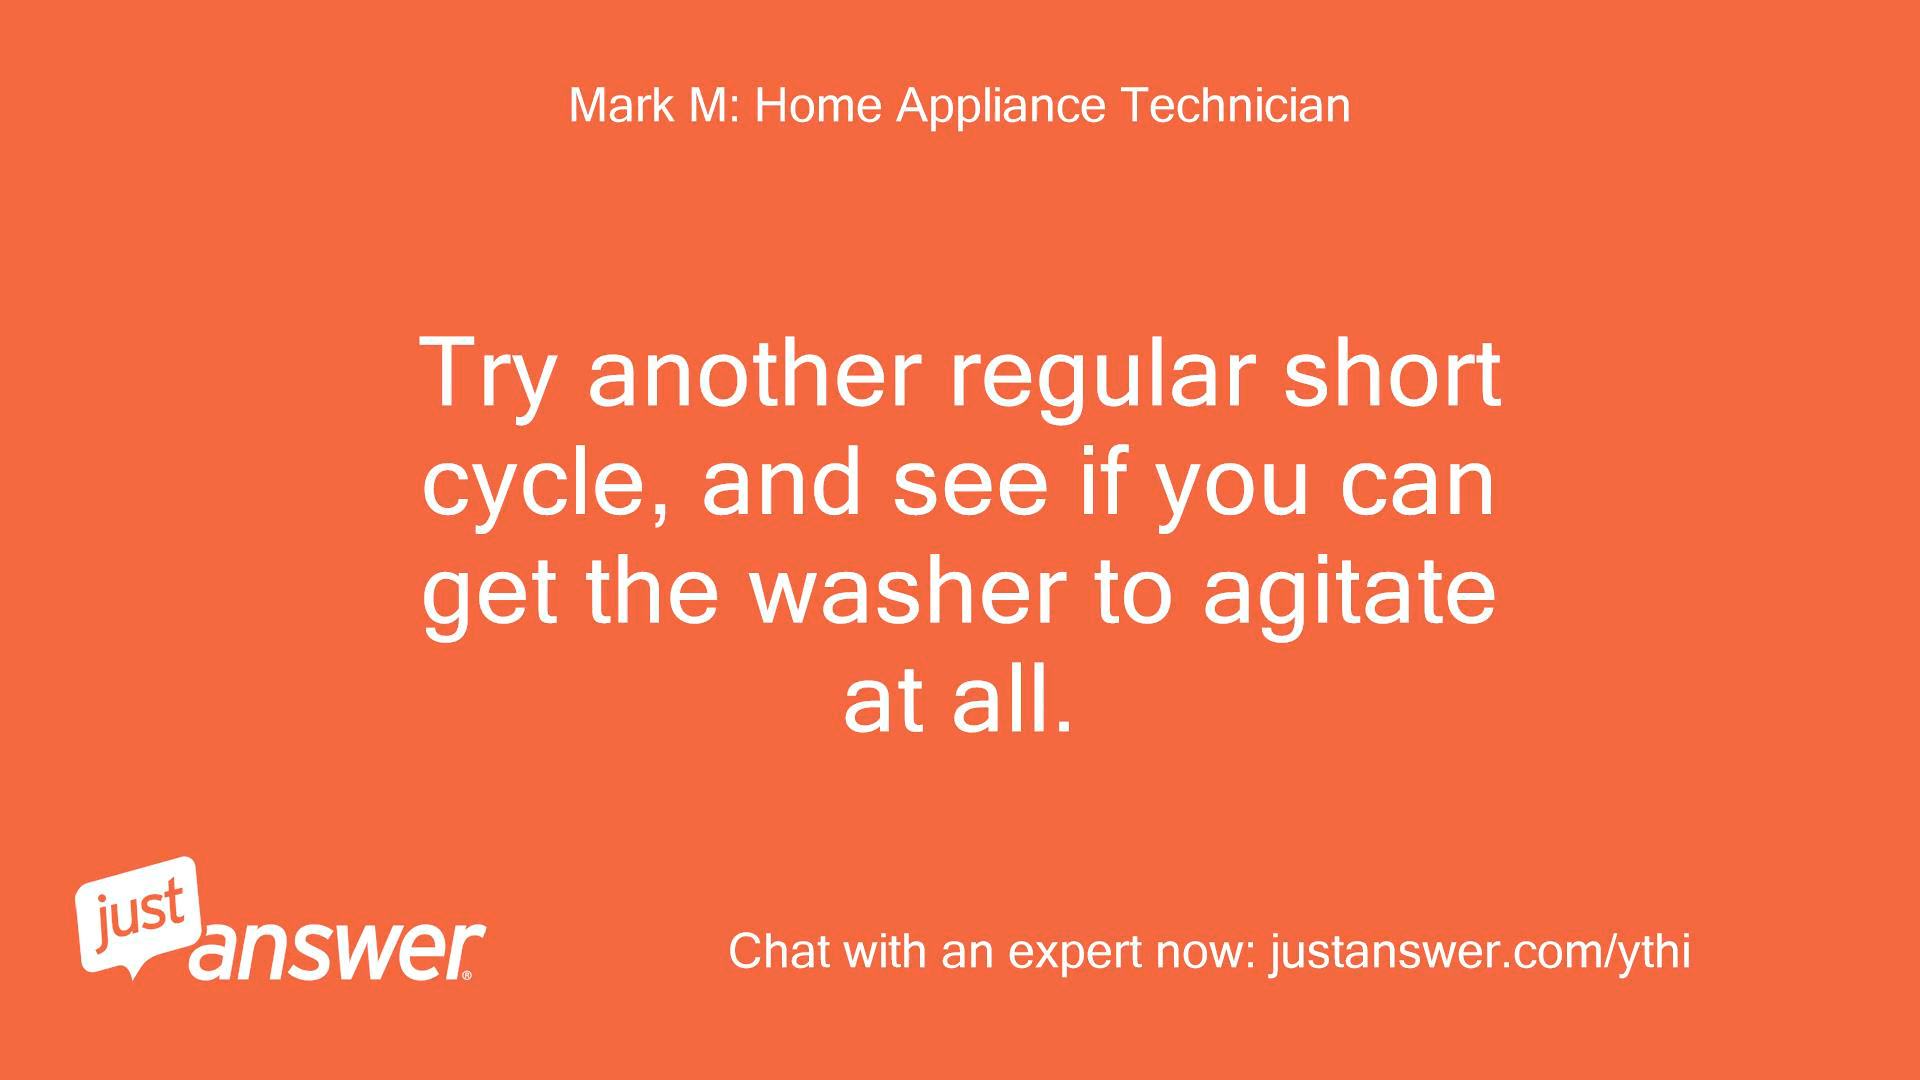 Mark M: Home Appliance Technician
Try another regular short
cycle, and see if you can
get the washer to agitate
at all.
just
answer®
Chat with an expert now: justanswer.com/ythi